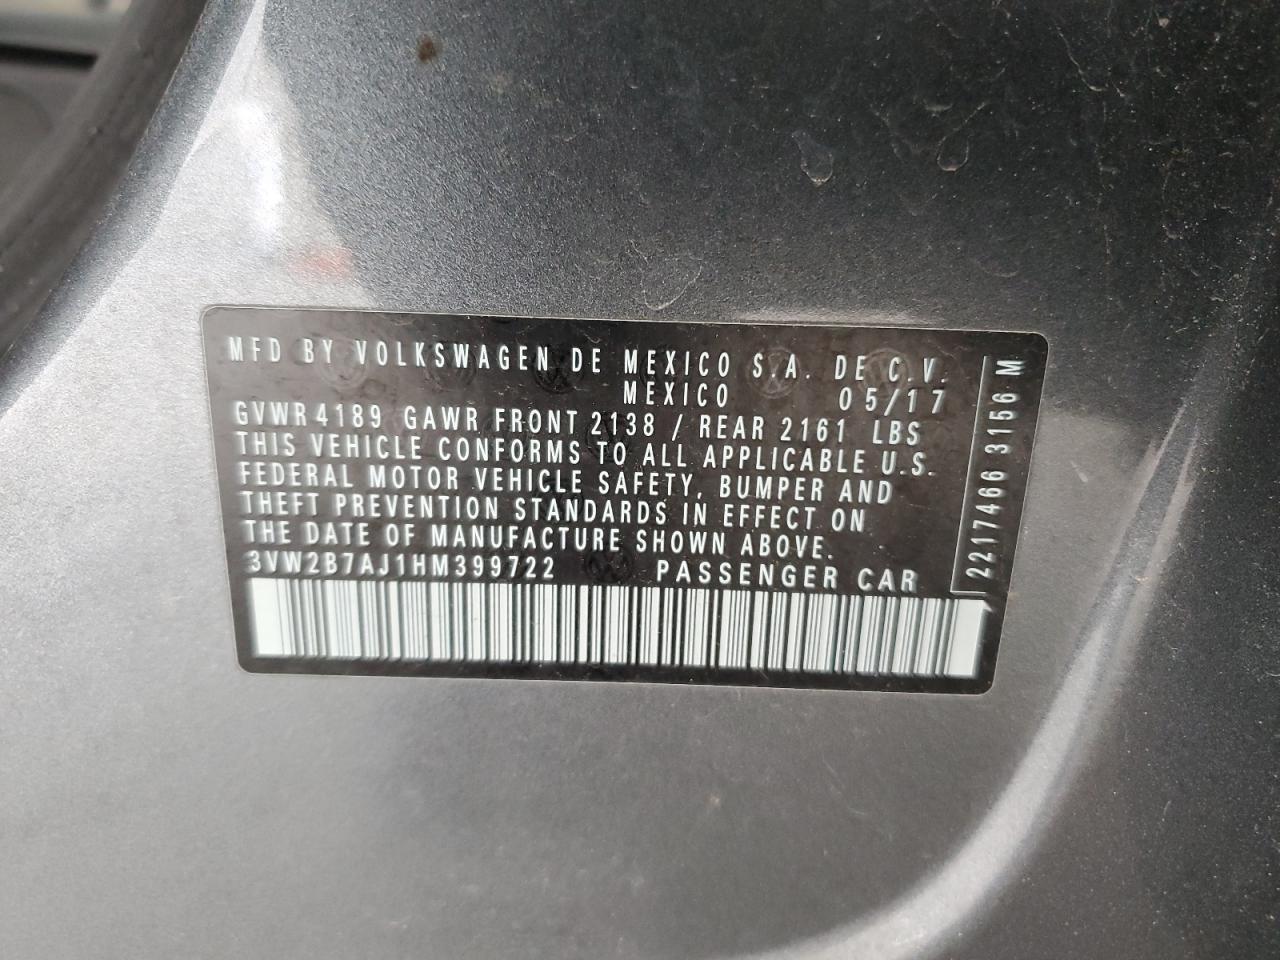 MFD BY VOLKSWAGEN DE MEXICO S.A. DE C.V.
MEXICO 05/17
GVWR 4189 GAWR FRONT 2138 / REAR 2161 LBS
THIS VEHICLE CONFORMS TO ALL APPLICABLE U.S.
FEDERAL MOTOR VEHICLE SAFETY, BUMPER AND
THEFT PREVENTION STANDARDS IN EFFECT ON
THE DATE OF MANUFACTURE SHOWN ABOVE.
3VW2B7AJ1HM399722 PASSENGER CAR
2217466 3156 M